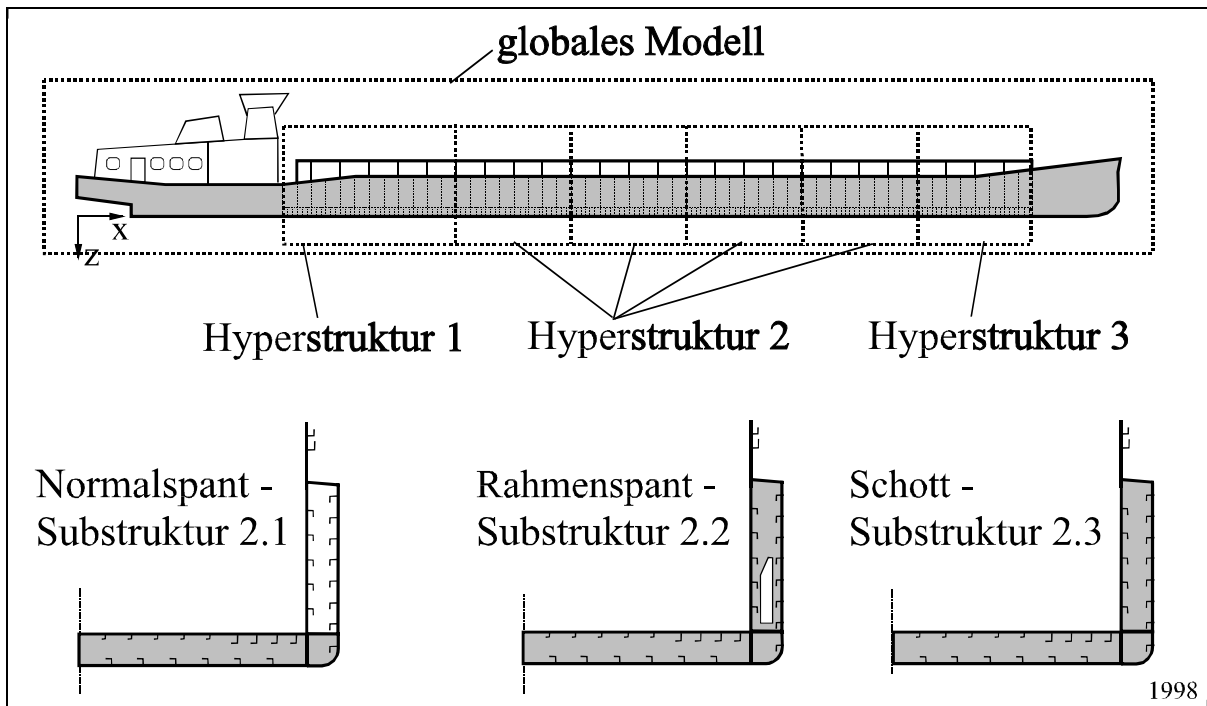 globales Modell
x
z
Hyperstruktur 1
Hyperstruktur 2
Hyperstruktur 3
Normalspant -
Substruktur 2.1
Rahmenspant -
Substruktur 2.2
Schott -
Substruktur 2.3
1998